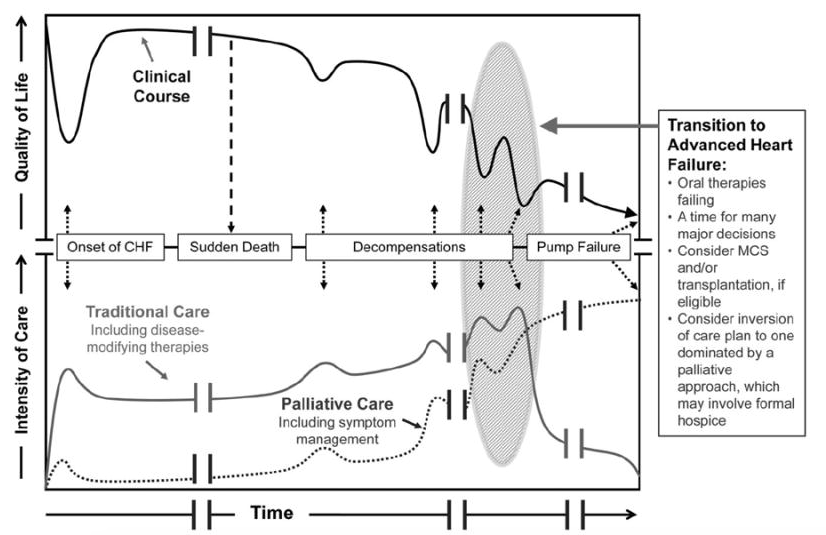 Quality of Life
Clinical
Course
Transition to
Advanced Heart
Failure:
• Oral therapies
failing
• A time for many
major decisions
• Consider MCS
and/or
transplantation, if
eligible
• Consider inversion
of care plan to one
dominated by a
palliative
approach, which
may involve formal
hospice
Onset of CHF
Sudden Death
Decompensations
Pump Failure
Intensity of Care
Traditional Care
Including disease-
modifying therapies
Palliative Care
Including symptom
management
Time